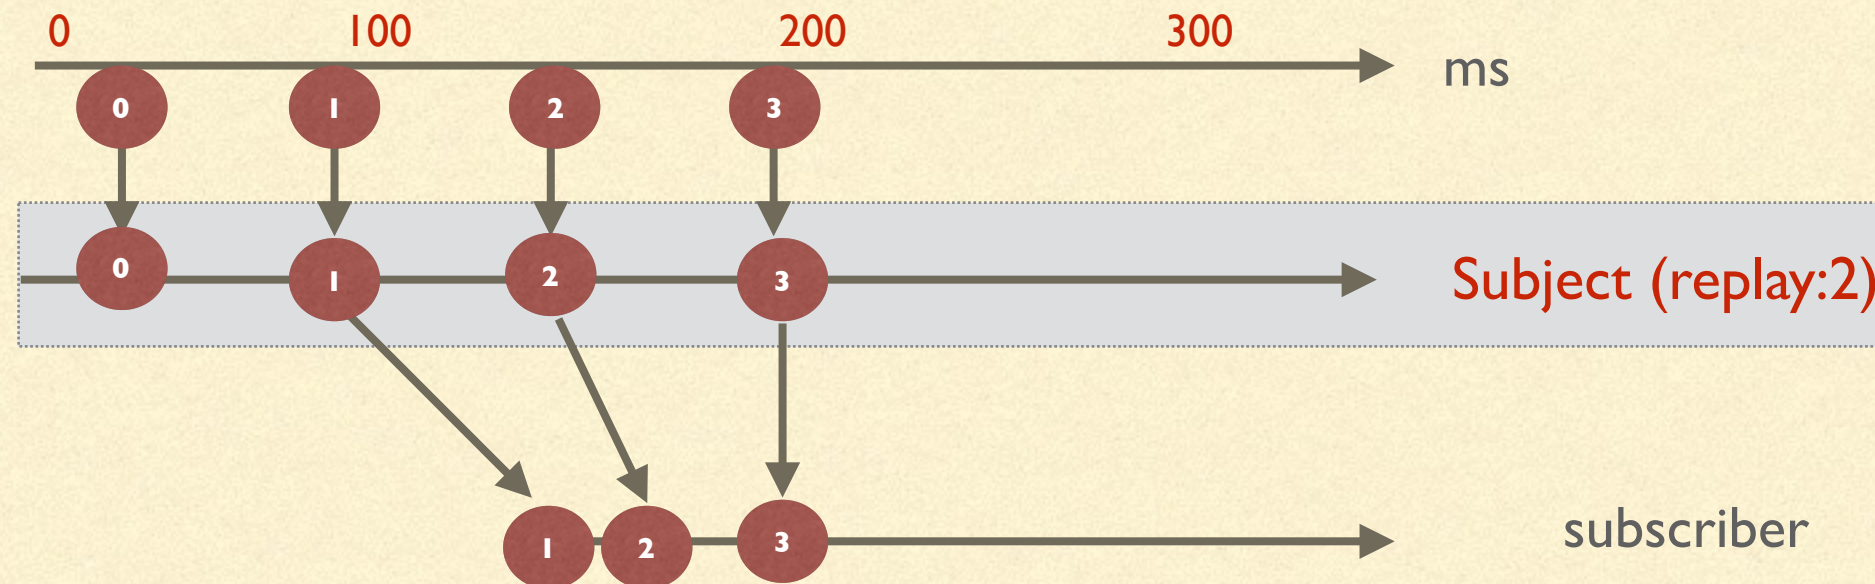 0 100 200 300
ms
0 1 2 3
0 1 2 3
Subject (replay:2)
1 2 3
subscriber